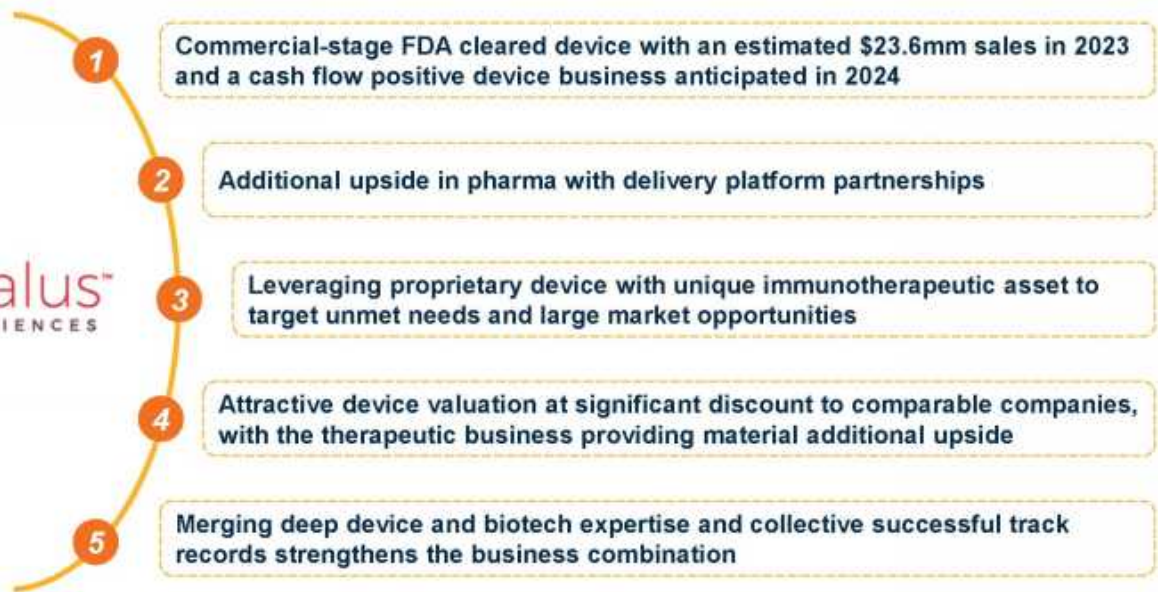 1
Commercial-stage FDA cleared device with an estimated $23.6mm sales in 2023
and a cash flow positive device business anticipated in 2024
2
Additional upside in pharma with delivery platform partnerships
alus™
IENCES
3
Leveraging proprietary device with unique immunotherapeutic asset to
target unmet needs and large market opportunities
4
Attractive device valuation at significant discount to comparable companies,
with the therapeutic business providing material additional upside
5
Merging deep device and biotech expertise and collective successful track
records strengthens the business combination